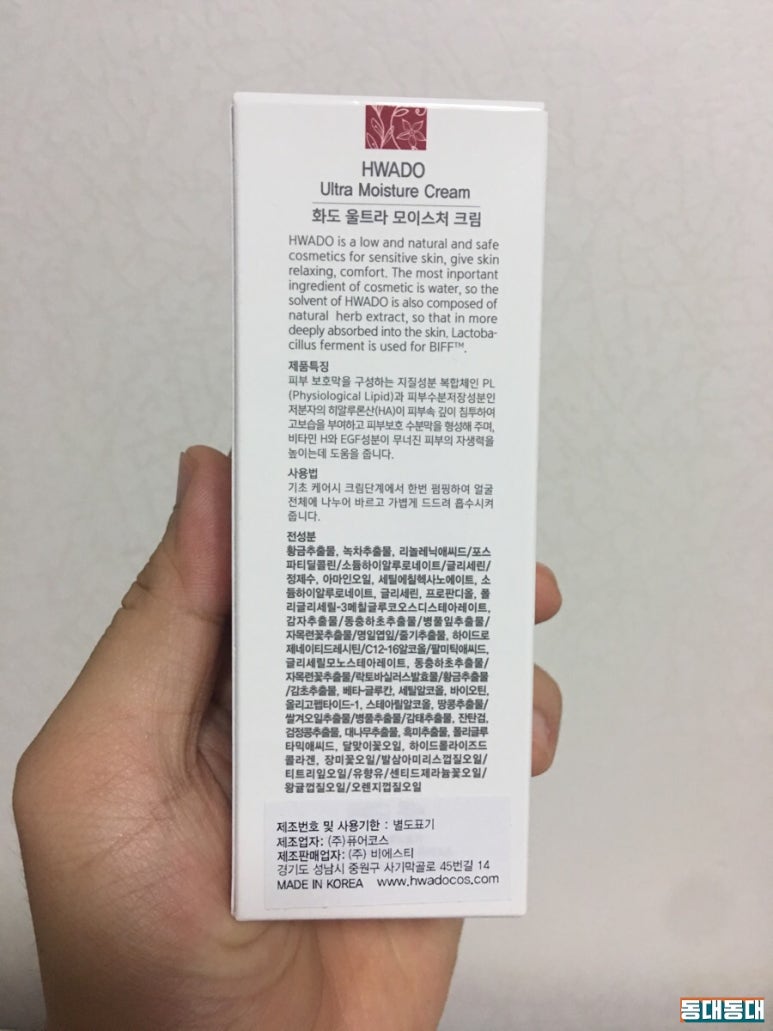 HWADO
Ultra Moisture Cream
화도 울트라 모이스처 크림
HWADO is a low and natural and safe
cosmetics for sensitive skin, give skin
relaxing, comfort. The most inportant
ingredient of cosmetic is water, so the
solvent of HWADO is also composed of
natural herb extract, so that in more
deeply absorbed into the skin. Lactoba-
cillus ferment is used for BIFF™.
제품특징
피부 보호막을 구성하는 지질성분 복합체인 PL
(Physiological Lipid)과 피부수분저장성분인
저분자의 히알루론산(HA)이 피부속 깊이 침투하여
고보습을 부여하고 피부보호 수분막을 형성해 주며,
비타민 H와 EGF성분이 무너진 피부의 자생력을
높이는데 도움을 줍니다.
사용법
기초 케어시 크림단계에서 한번 펌핑하여 얼굴
전체에 나누어 바르고 가볍게 드드려 흡수시켜
줍니다.
전성분
황금추출물, 녹차추출물, 리놀레닉애씨드/포스
파티딜콜린/소듐하이알루로네이트/글리세린/
정제수, 아마인오일, 세틸에칠헥사노에이트, 소
듐하이알루로네이트, 글리세린, 프로판디올, 폴
리글리세릴-3메칠글루코오스디스테아레이트,
감자추출물/동충하초추출물/병풀잎추출물/
자목련꽃추출물/명일엽잎/줄기추출물, 하이드로
제네이티드레시틴/C12-16알코올/팔미틱애씨드,
글리세릴모노스테아레이트, 동충하초추출물/
자목련꽃추출물/락토바실러스발효물/황금추출물
/감초추출물, 베타-글루칸, 세틸알코올, 바이오틴,
올리고펩타이드-1, 스테아릴알코올, 땅콩추출물/
쌀겨오일추출물/병풀추출물/감태추출물, 잔탄검,
검정콩추출물, 대나무추출물, 흑미추출물, 폴리글루
타믹애씨드, 달맞이꽃오일, 하이드롤라이즈드
콜라겐, 장미꽃오일/발삼아미리스껍질오일/
티트리잎오일/유향유/센티드제라늄꽃오일/
왕귤껍질오일/오렌지껍질오일
제조번호 및 사용기한 : 별도표기
제조업자: (주)퓨어코스
제조판매업자: (주) 비에스티
경기도 성남시 중원구 사기막골로 45번길 14
MADE IN KOREA www.hwadocos.com
동대동대